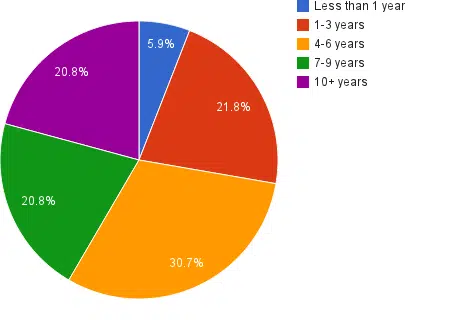 Less than 1 year
1-3 years
4-6 years
7-9 years
10+ years
5.9%
21.8%
30.7%
20.8%
20.8%